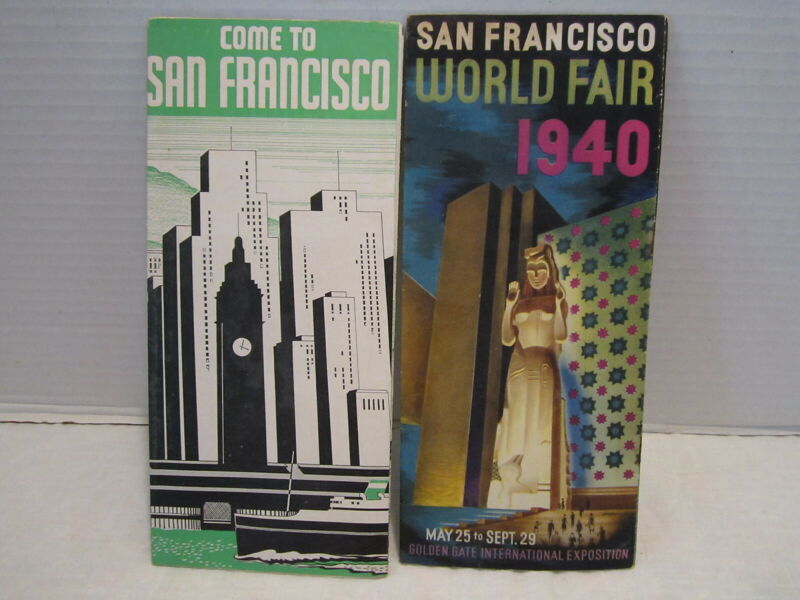 COME TO
SAN FRANCISCO
SAN FRANCISCO
WORLD FAIR
1940
MAY 25 to SEPT. 29
GOLDEN GATE INTERNATIONAL EXPOSITION